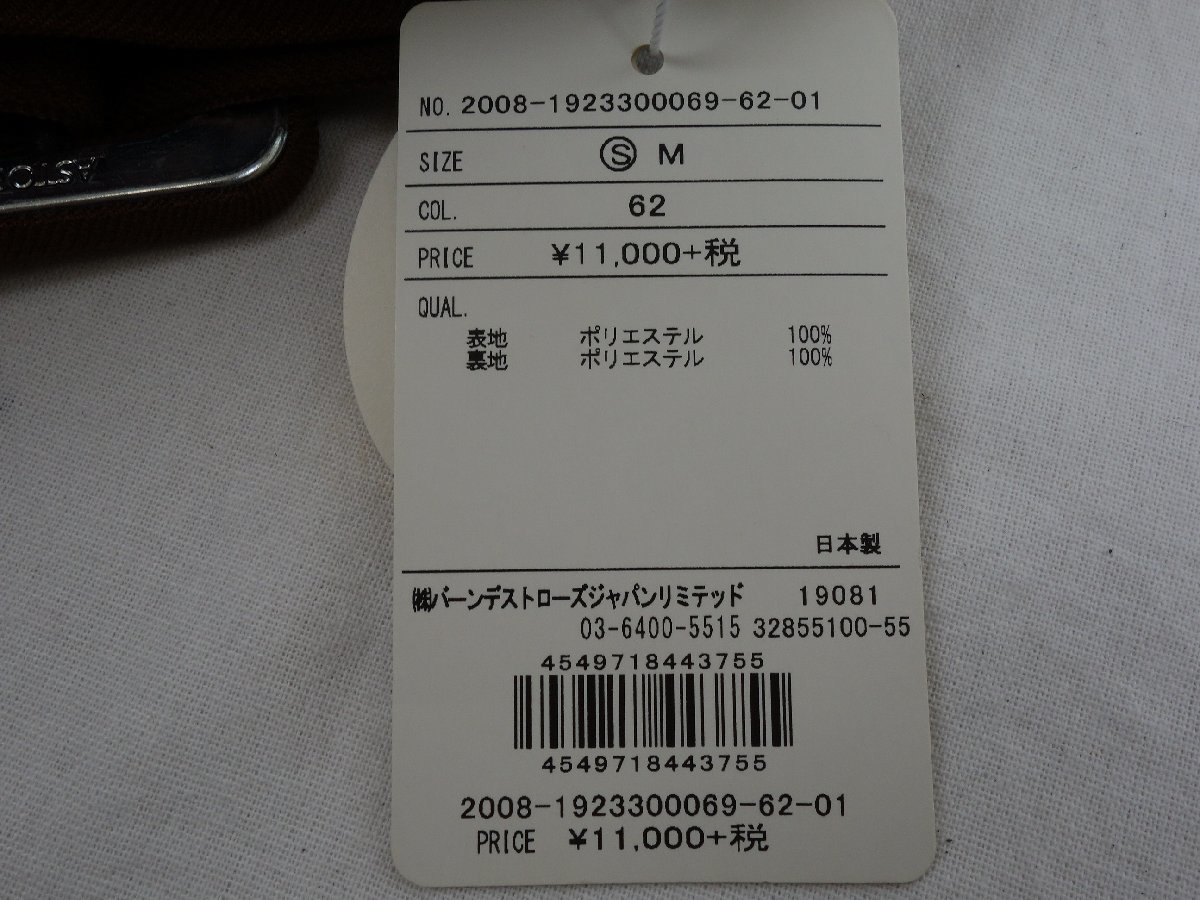 NO. 2008-1923300069-62-01
SIZE Ⓢ M
COL. 62
PRICE ¥11,000+税
QUAL.
表地 ポリエステル 100%
裏地 ポリエステル 100%
日本製
㈱バーンデストローズジャパンリミテッド 19081
03-6400-5515 32855100-55
4549718443755
4549718443755
2008-1923300069-62-01
PRICE ¥11,000+税